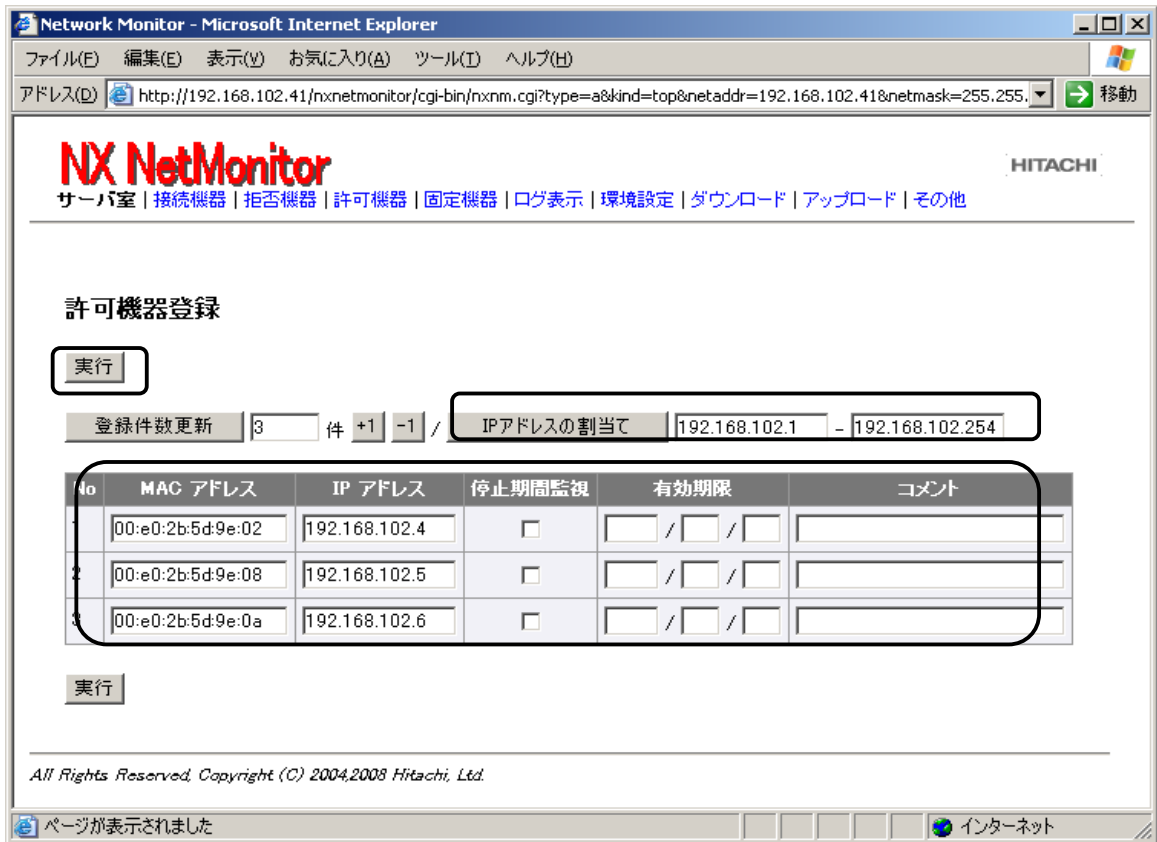 Network Monitor - Microsoft Internet Explorer
ファイル(F) 編集(E) 表示(V) お気に入り(A) ツール(T) ヘルプ(H)
アドレス(D) http://192.168.102.41/nxnetmonitor/cgi-bin/nxnm.cgi?type=a&kind=top&netaddr=192.168.102.41&netmask=255.255. 移動
NX NetMonitor
HITACHI
サーバ室 | 接続機器 | 拒否機器 | 許可機器 | 固定機器 | ログ表示 | 環境設定 | ダウンロード | アップロード | その他
許可機器登録
実行
登録件数更新 3 件 +1 -1 / IPアドレスの割当て 192.168.102.1 - 192.168.102.254
No MAC アドレス IP アドレス 停止期間監視 有効期限 コメント
1 00:e0:2b:5d:9e:02 192.168.102.4 / /
2 00:e0:2b:5d:9e:08 192.168.102.5 / /
3 00:e0:2b:5d:9e:0a 192.168.102.6 / /
実行
All Rights Reserved, Copyright (C) 2004,2008 Hitachi, Ltd.
ページが表示されました インターネット